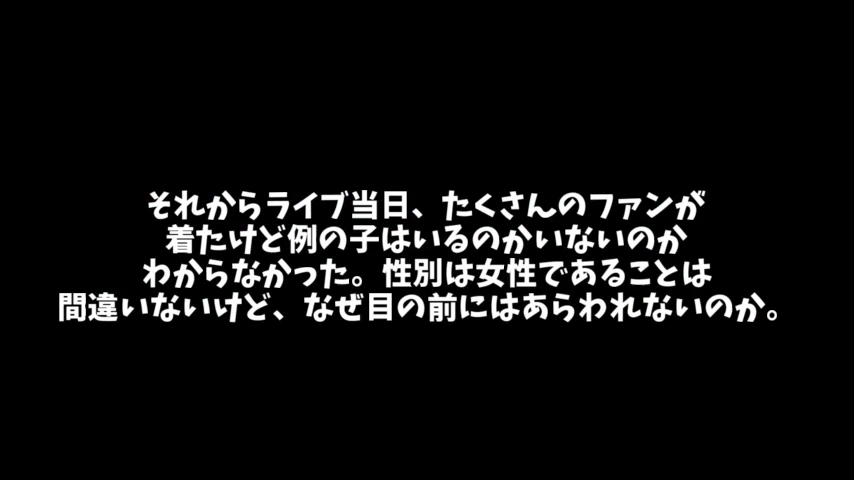 それからライブ当日、たくさんのファンが
着たけど例の子はいるのかいないのか
わからなかった。性別は女性であることは
間違いないけど、なぜ目の前にはあらわれないのか。